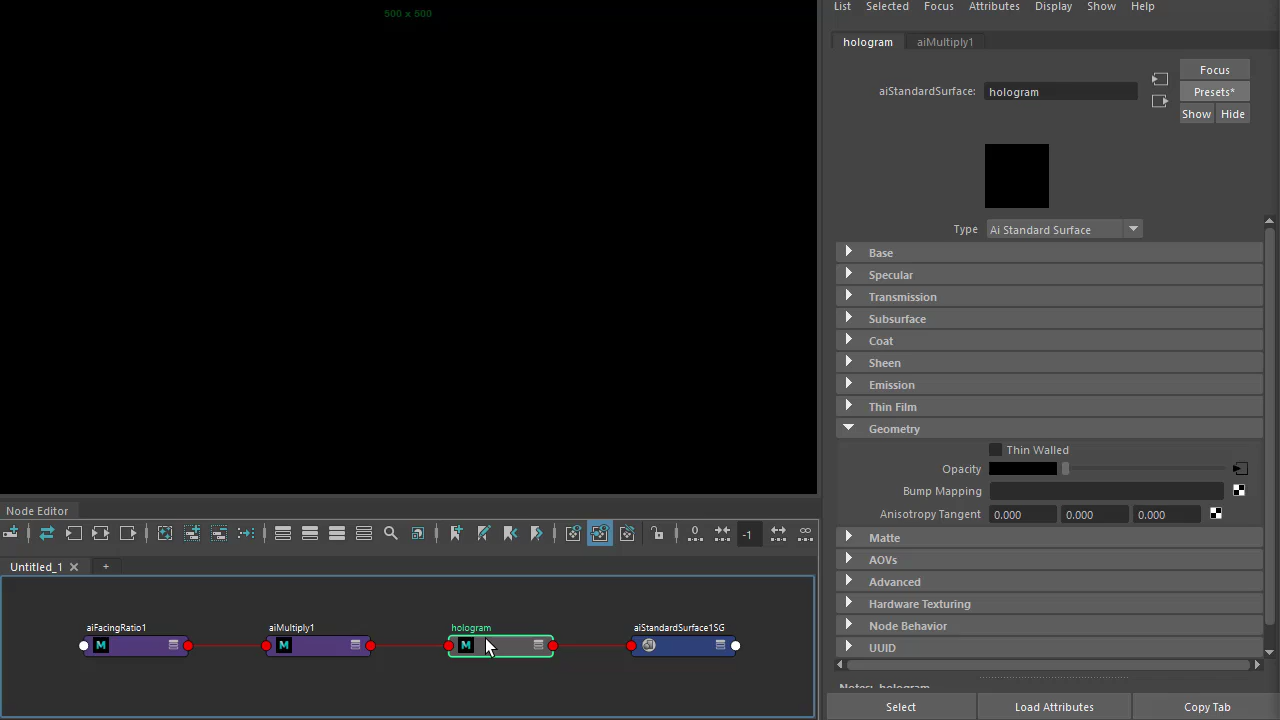 500 x 500
List Selected Focus Attributes Display Show Help
hologram aiMultiply1
Focus
aiStandardSurface: hologram
Presets*
Show Hide
Type Ai Standard Surface
Base
Specular
Transmission
Subsurface
Coat
Sheen
Emission
Thin Film
Geometry
Thin Walled
Opacity
Bump Mapping
Anisotropy Tangent 0.000 0.000 0.000
Matte
AOVs
Advanced
Hardware Texturing
Node Behavior
UUID
Notes: hologram
Select Load Attributes Copy Tab
Node Editor
-1
Untitled_1 +
aiFacingRatio1 aiMultiply1 hologram aiStandardSurface1SG
M M M